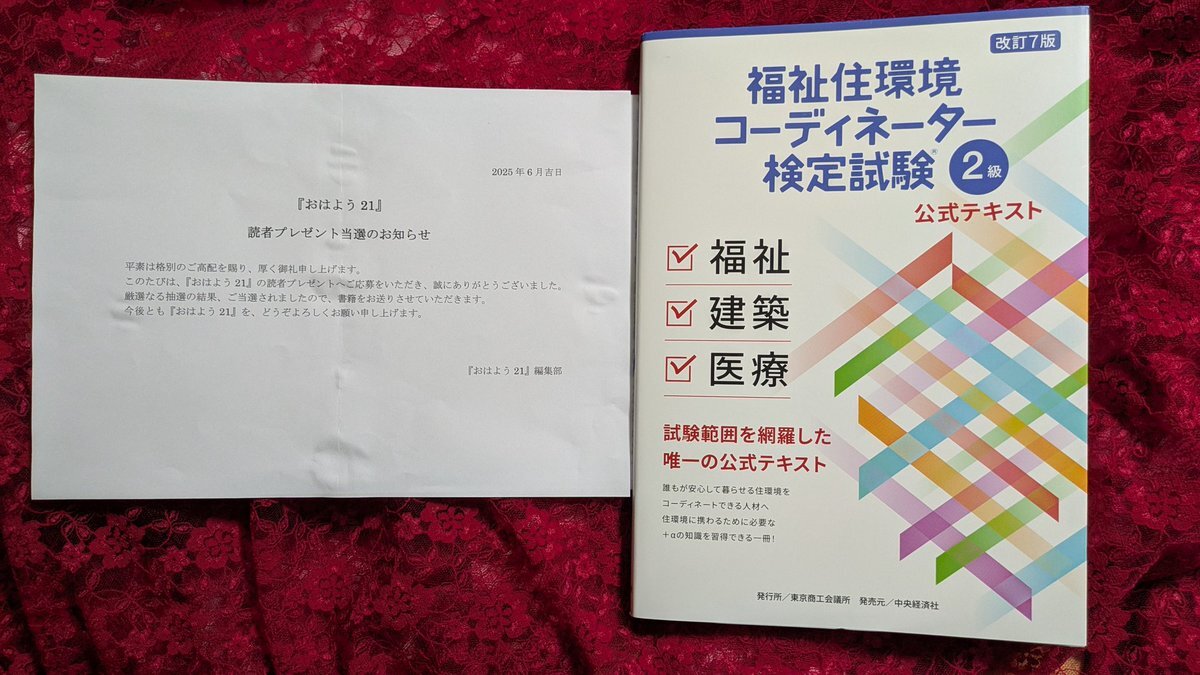 2025年6月吉日
『おはよう21』
読者プレゼント当選のお知らせ
平素は格別のご高配を賜り、厚く御礼申し上げます。
このたびは、『おはよう21』の読者プレゼントへご応募をいただき、誠にありがとうございました。
厳選なる抽選の結果、ご当選されましたので、書籍をお送りさせていただきます。
今後とも『おはよう21』を、どうぞよろしくお願い申し上げます。
『おはよう21』編集部
改訂7版
福祉住環境
コーディネーター
検定試験® 2級
公式テキスト
福祉
建築
医療
試験範囲を網羅した
唯一の公式テキスト
誰もが安心して暮らせる住環境を
コーディネートできる人材へ
住環境に携わるために必要な
+αの知識を習得できる一冊!
発行所/東京商工会議所 発売元/中央経済社